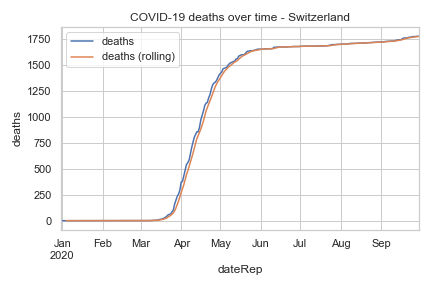 COVID-19 deaths over time - Switzerland
deaths
deaths (rolling)
1750
1500
1250
1000
750
500
250
0
deaths
Jan Feb Mar Apr May Jun Jul Aug Sep
2020
dateRep